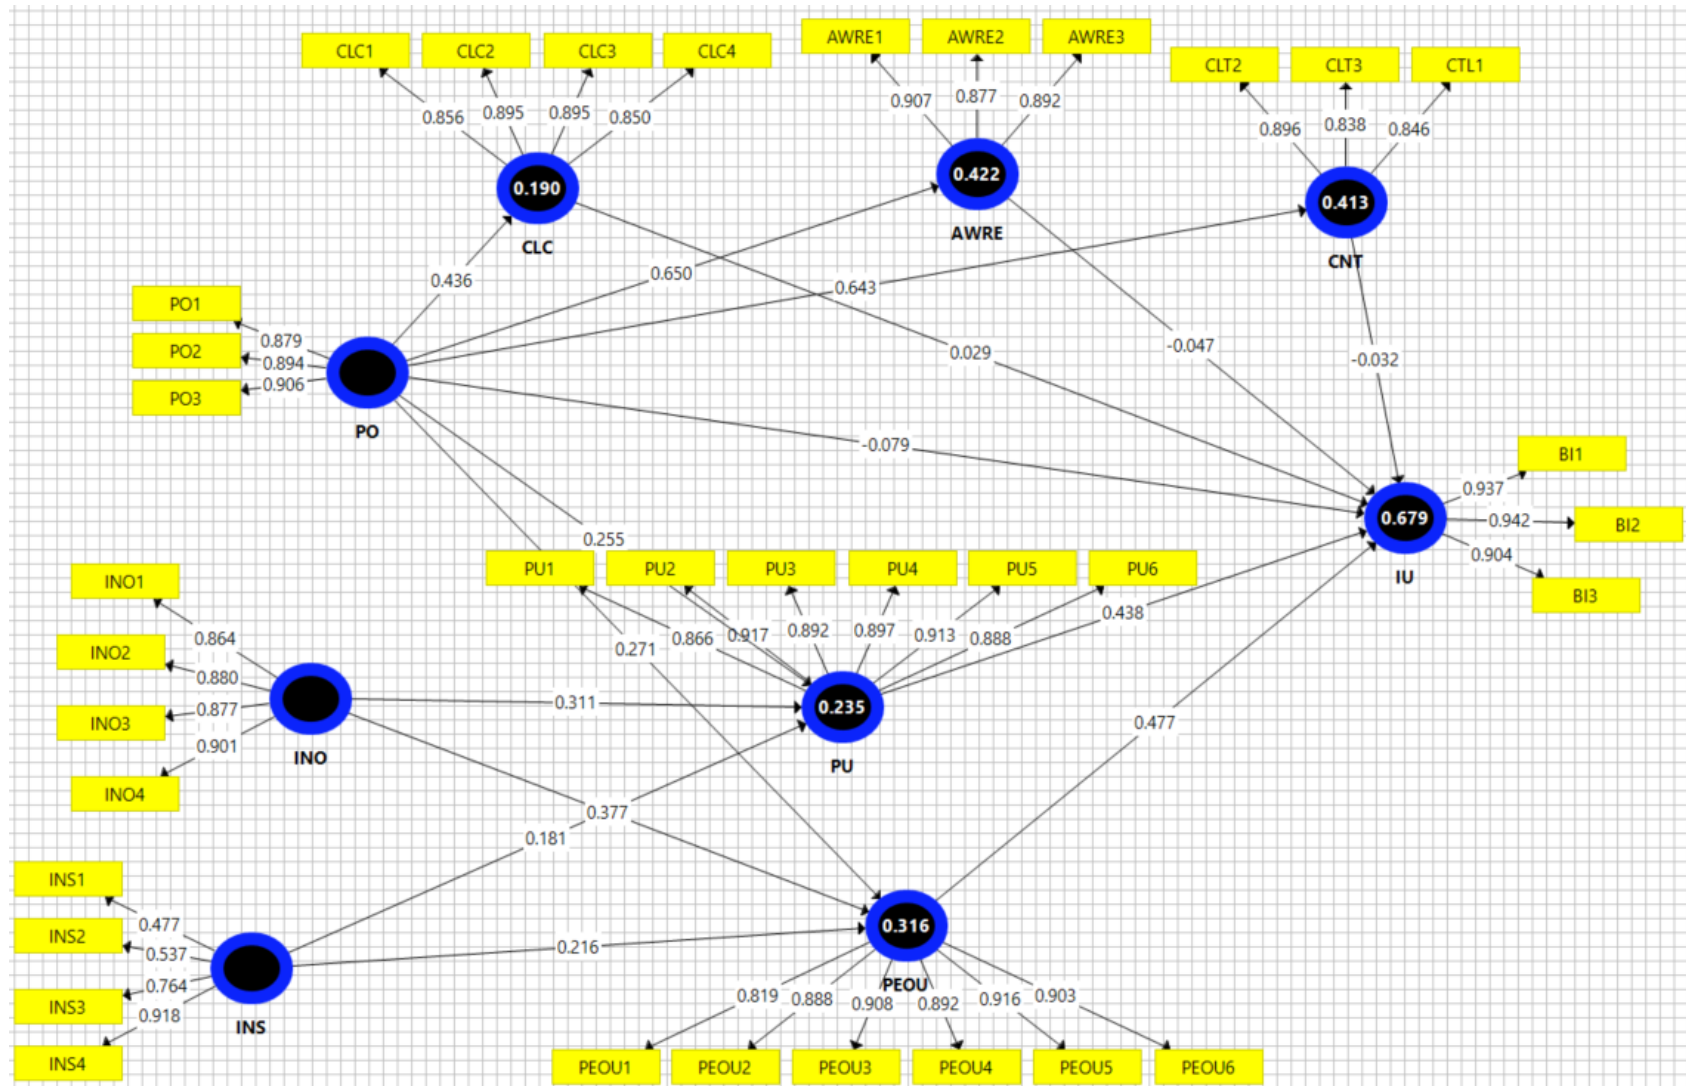 CLC1 CLC2 CLC3 CLC4
AWRE1 AWRE2 AWRE3
CLT2 CLT3 CTL1
0.856 0.895 0.895 0.850
0.907 0.877 0.892
0.896 0.838 0.846
0.190
CLC
0.422
AWRE
0.413
CNT
0.436
0.650
0.643
PO1
PO2
PO3
0.879
0.894
0.906
PO
0.029
-0.047
-0.032
-0.079
0.255
0.271
BI1
BI2
BI3
0.937
0.942
0.904
0.679
IU
PU1 PU2 PU3 PU4 PU5 PU6
0.866 0.917 0.892 0.897 0.913 0.888
0.438
INO1
INO2
INO3
INO4
0.864
0.880
0.877
0.901
INO
0.311
0.235
PU
0.477
0.377
0.181
INS1
INS2
INS3
INS4
0.477
0.537
0.764
0.918
INS
0.216
0.316
PEOU
0.819 0.888 0.908 0.892 0.916 0.903
PEOU1 PEOU2 PEOU3 PEOU4 PEOU5 PEOU6